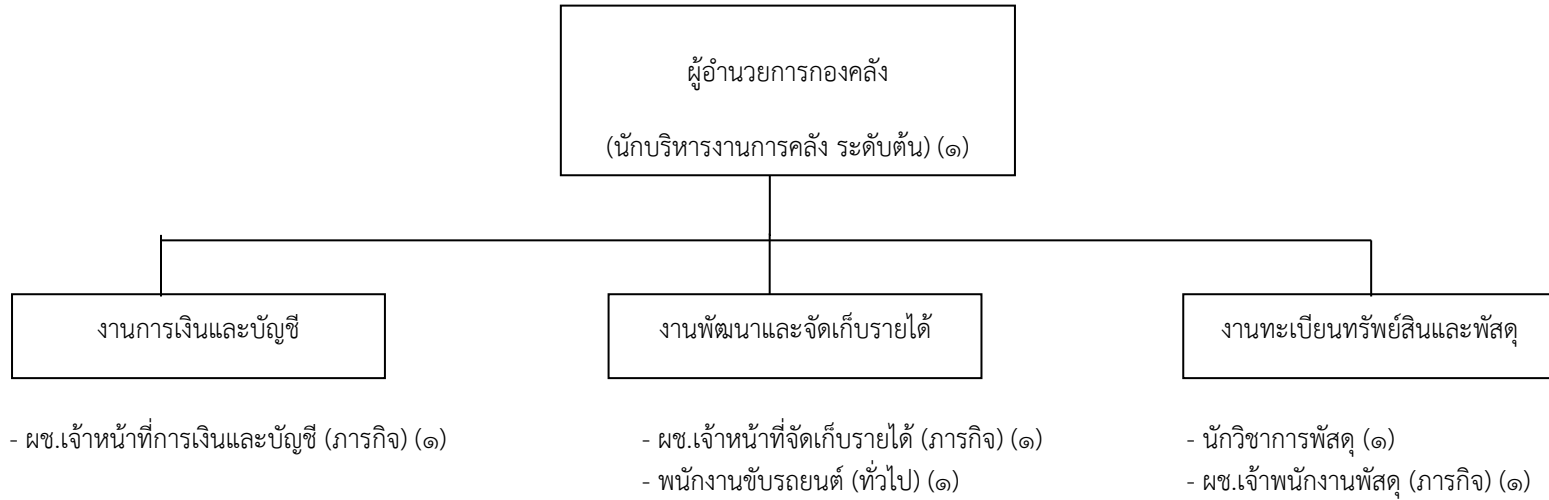 ผู้อำนวยการกองคลัง
(นักบริหารงานการคลัง ระดับต้น) (๑)
งานการเงินและบัญชี
งานพัฒนาและจัดเก็บรายได้
งานทะเบียนทรัพย์สินและพัสดุ
- ผช.เจ้าหน้าที่การเงินและบัญชี (ภารกิจ) (๑)
- ผช.เจ้าหน้าที่จัดเก็บรายได้ (ภารกิจ) (๑)
- พนักงานขับรถยนต์ (ทั่วไป) (๑)
- นักวิชาการพัสดุ (๑)
- ผช.เจ้าพนักงานพัสดุ (ภารกิจ) (๑)